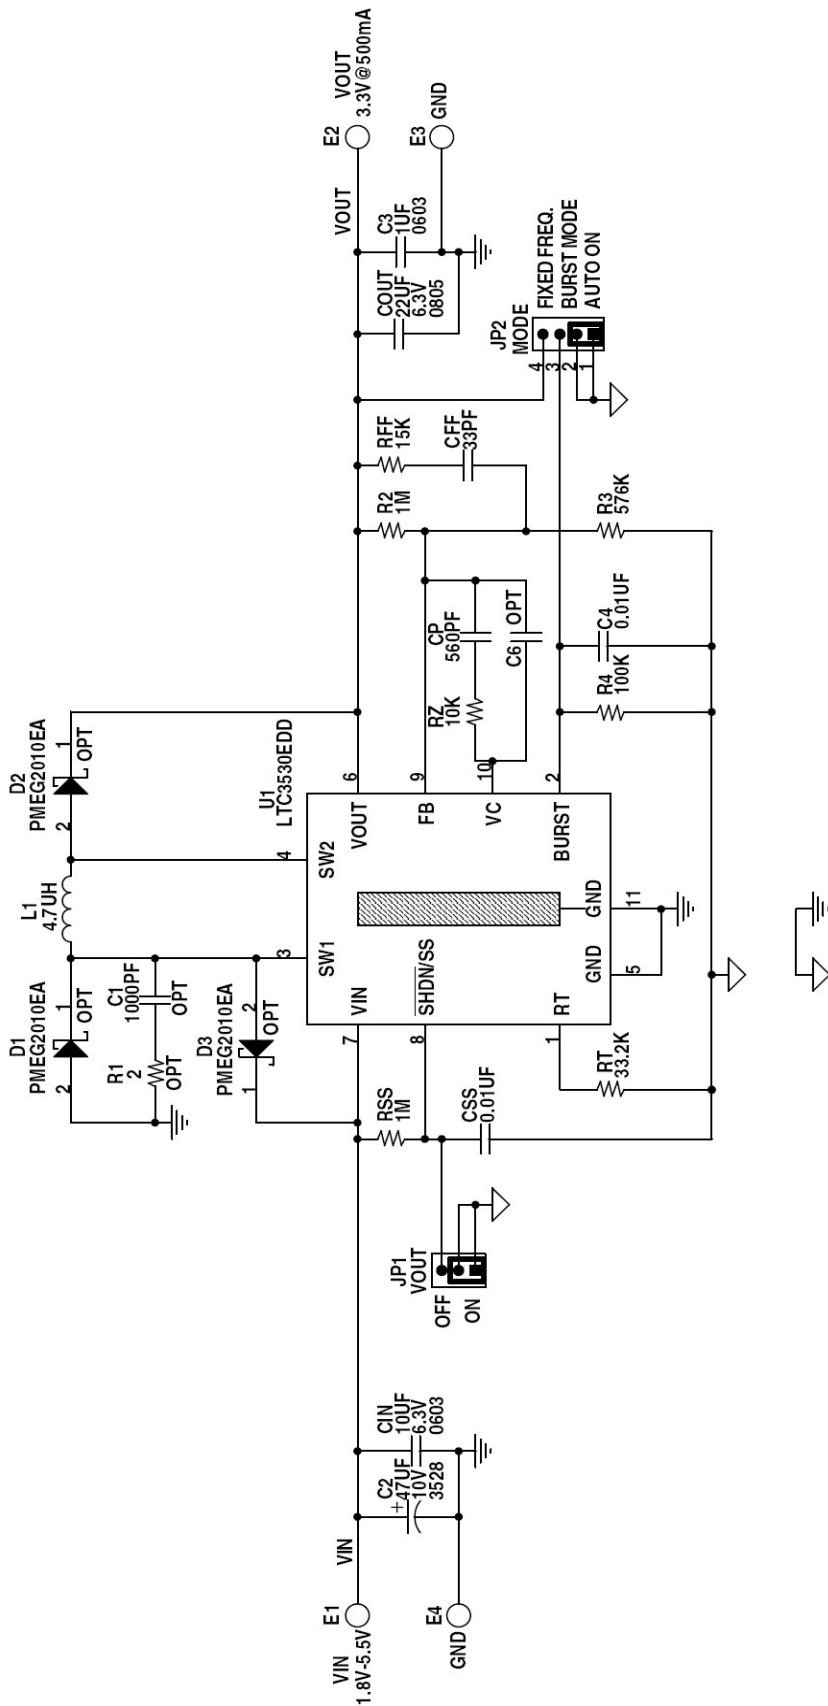 VIN
1.8V-5.5V
E1
VIN
E4
GND
C2
+
47UF
10V
3528
CIN
10UF
6.3V
0603
JP1
VOUT
OFF
ON
D1
PMEG2010EA
2
1
OPT
R1
2
OPT
C1
1000PF
OPT
D3
PMEG2010EA
1
2
OPT
L1
4.7UH
D2
PMEG2010EA
2
1
OPT
RSS
1M
CSS
0.01UF
RT
33.2K
U1
LTC3530EDD
3
SW1
4
SW2
7
VIN
8
SHDN/SS
1
RT
5
GND
11
GND
6
VOUT
9
FB
10
VC
2
BURST
RZ
10K
CP
560PF
C6
OPT
R4
100K
C4
0.01UF
R2
1M
RFF
15K
CFF
33PF
R3
576K
JP2
MODE
4
3
2
1
FIXED FREQ.
BURST MODE
AUTO ON
COUT
22UF
6.3V
0805
C3
1UF
0603
VOUT
E2
VOUT
3.3V@500mA
E3
GND